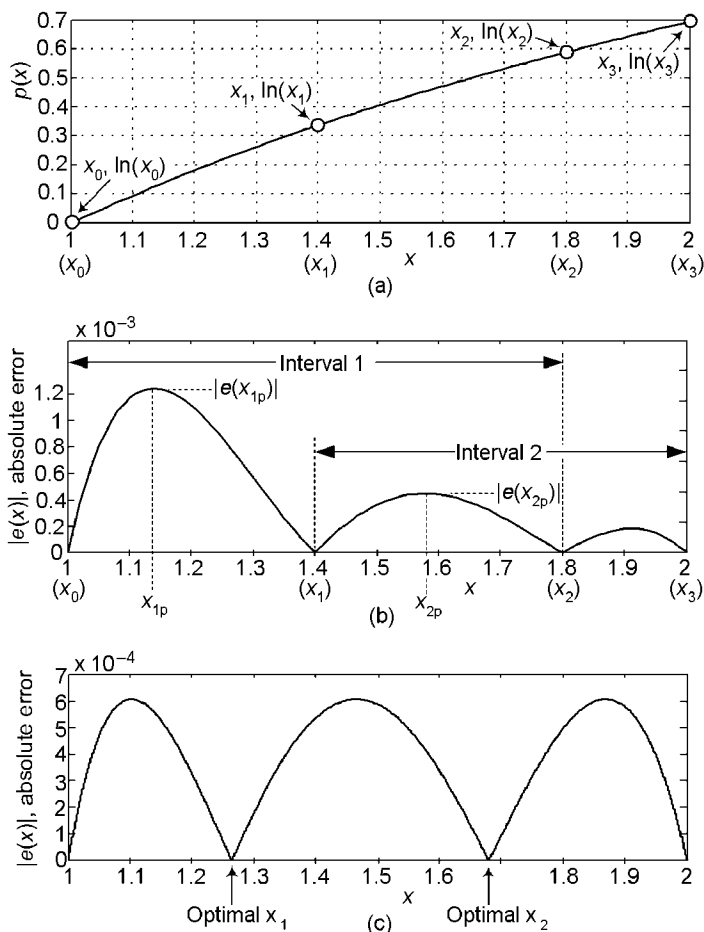 0.7
0.6
0.5
0.4
0.3
0.2
0.1
0
p(x)
x₀, ln(x₀)
x₁, ln(x₁)
x₂, ln(x₂)
x₃, ln(x₃)
1 1.1 1.2 1.3 1.4 1.5 1.6 1.7 1.8 1.9 2
(x₀) (x₁) x (x₂) (x₃)
(a)
x 10⁻³
|e(x)|, absolute error
1.2
1
0.8
0.6
0.4
0.2
0
Interval 1
|e(x₁ₚ)|
Interval 2
|e(x₂ₚ)|
1.1 1.2 1.3 1.4 1.5 1.6 1.7 x 1.8 1.9 2
(x₀) x₁ₚ (x₁) x₂ₚ (x₂) (x₃)
(b)
x 10⁻⁴
|e(x)|, absolute error
7
6
5
4
3
2
1
0
1 1.1 1.2 1.3 1.4 1.5 x 1.6 1.7 1.8 1.9 2
Optimal x₁ Optimal x₂
(c)